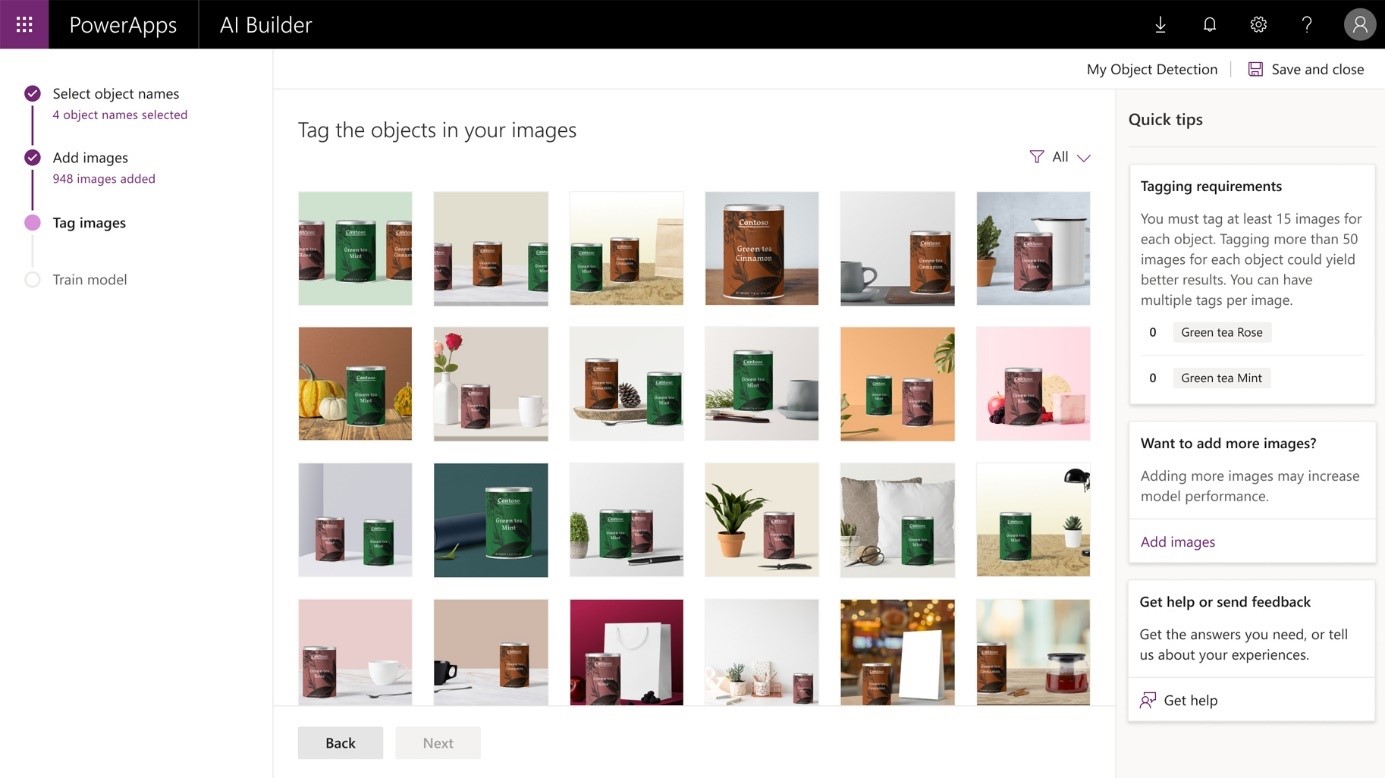 PowerApps
AI Builder
My Object Detection
Save and close
Select object names
4 object names selected
Add images
948 images added
Tag images
Train model
Tag the objects in your images
All
Contoso
Green tea
Mint
Contoso
Green tea
Cinnamon
Contoso
Green tea
Mint
Back
Next
Quick tips
Tagging requirements
You must tag at least 15 images for
each object. Tagging more than 50
images for each object could yield
better results. You can have
multiple tags per image.
0 Green tea Rose
0 Green tea Mint
Want to add more images?
Adding more images may increase
model performance.
Add images
Get help or send feedback
Get the answers you need, or tell
us about your experiences.
Get help